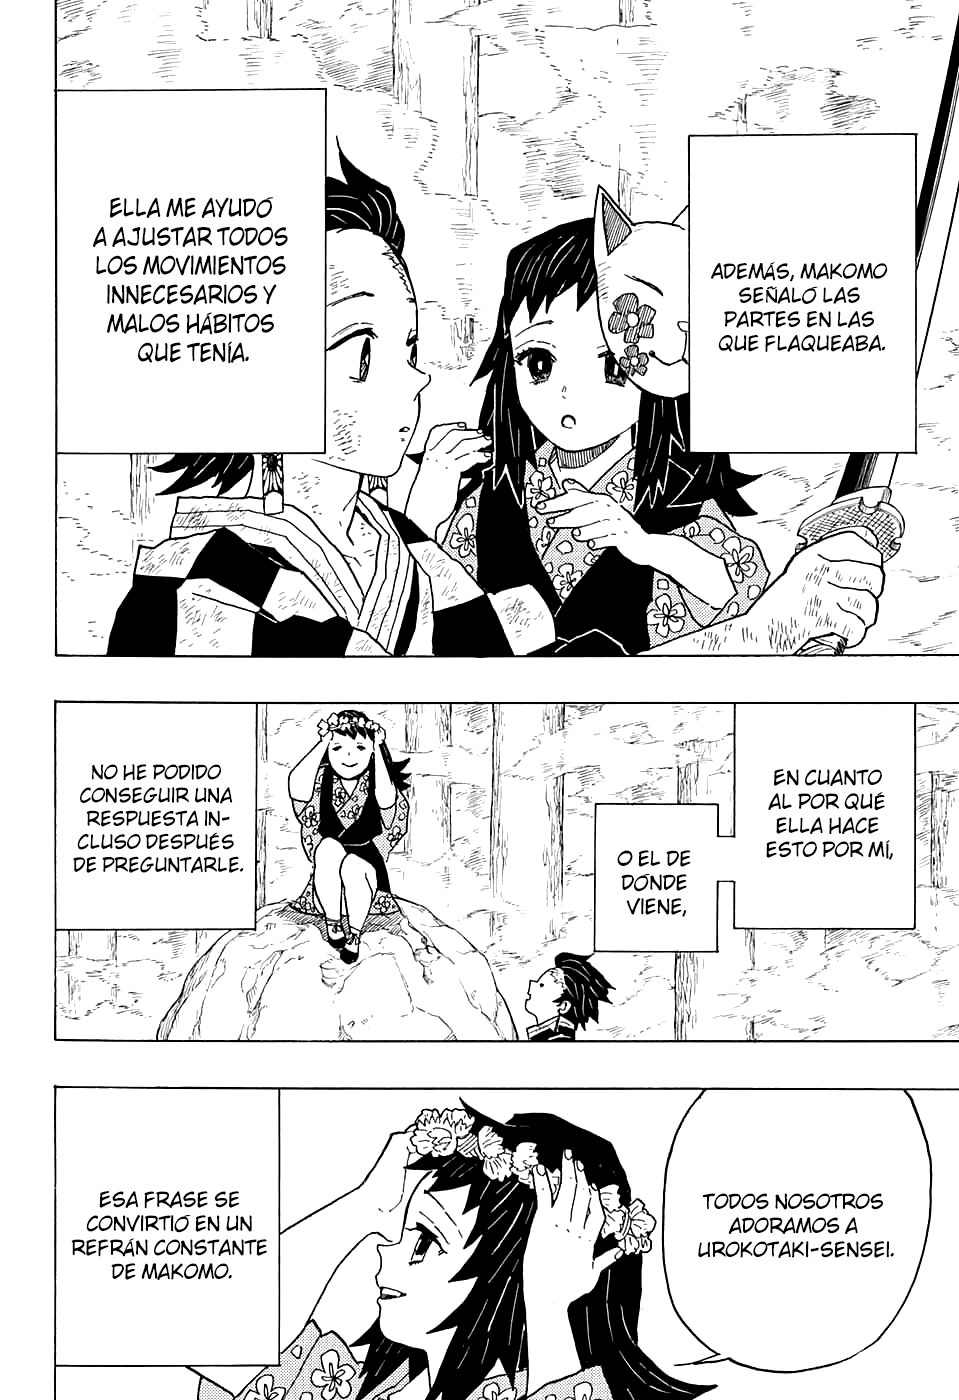 ADEMÁS, MAKOMO
SEÑALÓ LAS
PARTES EN LAS
QUE FLAQUEABA.
ELLA ME AYUDÓ
A AJUSTAR TODOS
LOS MOVIMIENTOS
INNECESARIOS Y
MALOS HÁBITOS
QUE TENÍA.
EN CUANTO
AL POR QUÉ
ELLA HACE
ESTO POR MÍ,
O EL DE
DÓNDE
VIENE,
NO HE PODIDO
CONSEGUIR UNA
RESPUESTA IN-
CLUSO DESPUÉS
DE PREGUNTARLE.
TODOS NOSOTROS
ADORAMOS A
UROKOTAKI-SENSEI.
ESA FRASE SE
CONVIRTIÓ EN UN
REFRÁN CONSTANTE
DE MAKOMO.